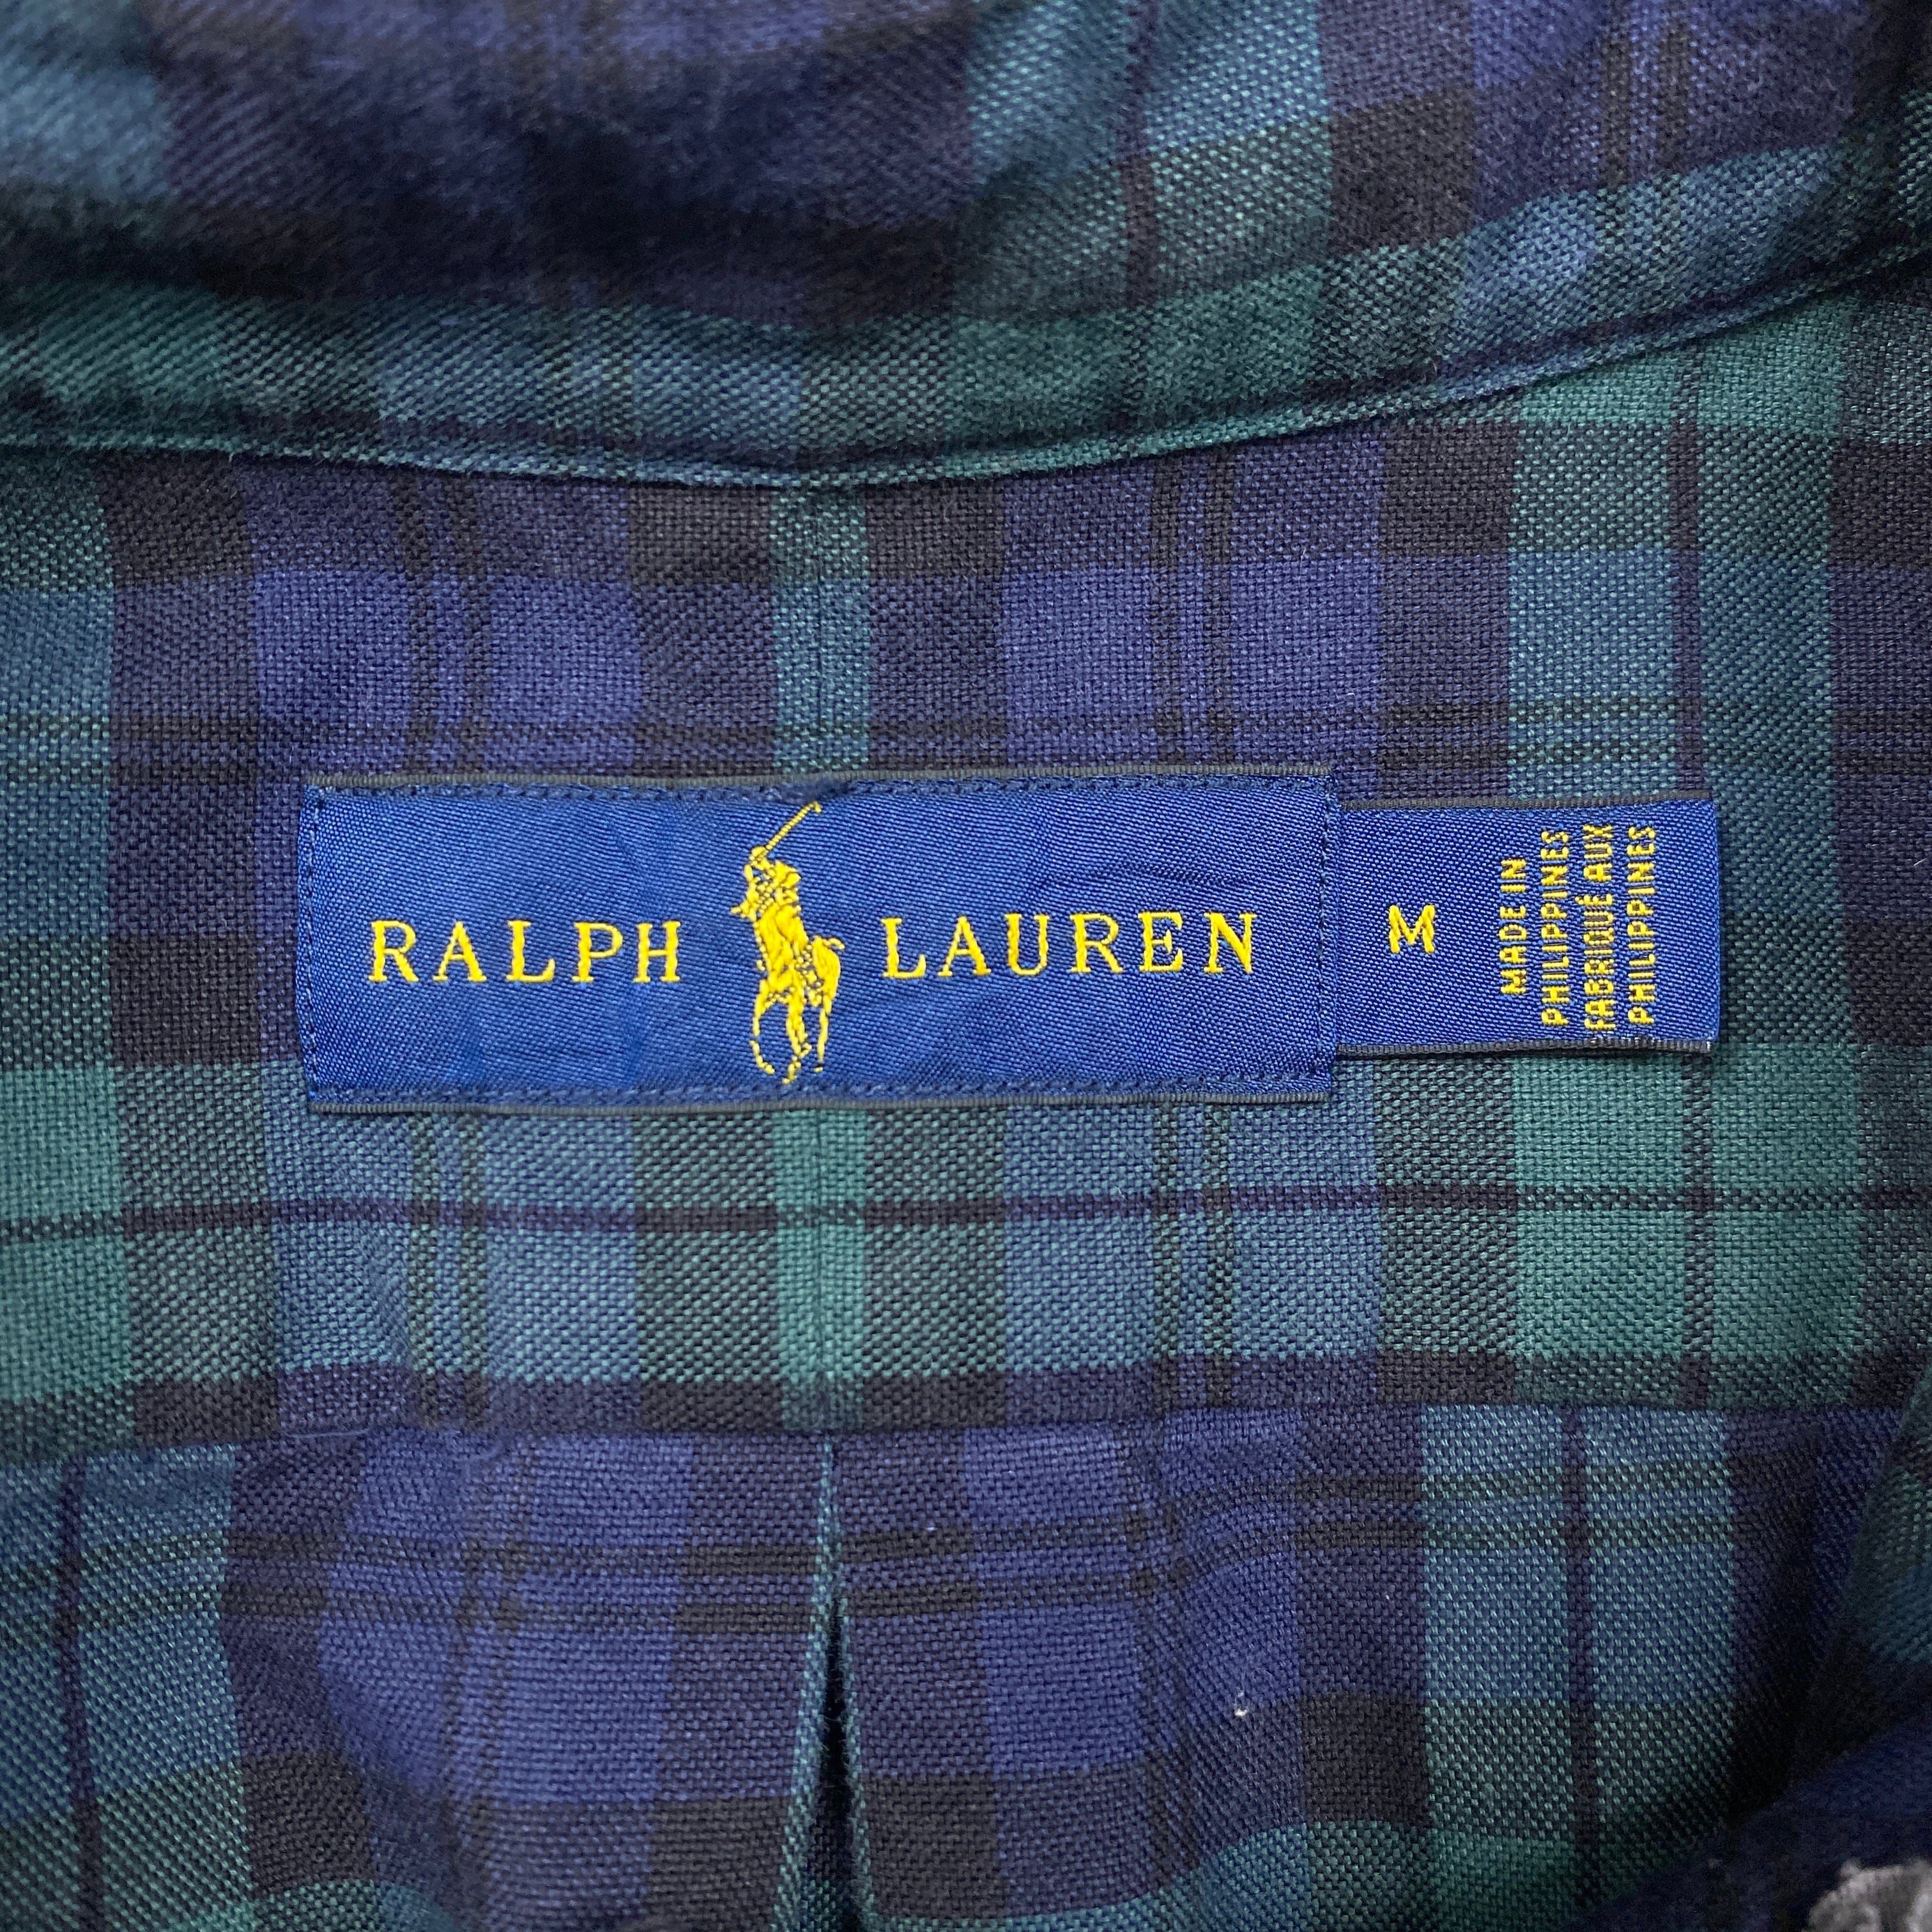 RALPH LAUREN
M
MADE IN
PHILIPPINES
FABRIQUÉ AUX
PHILIPPINES